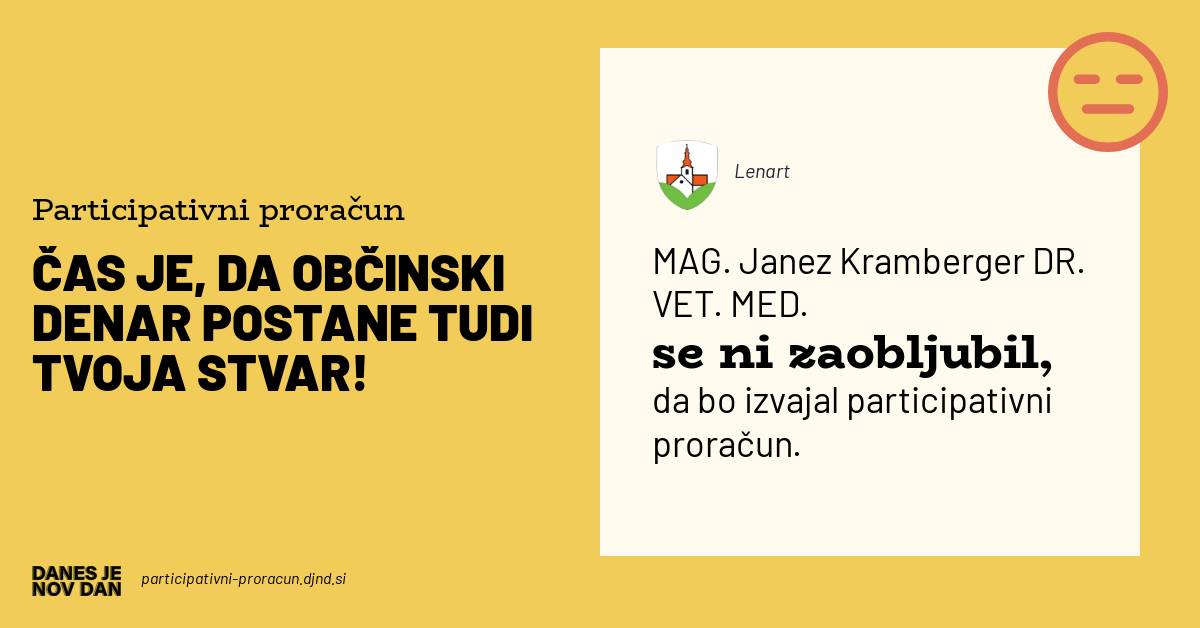 Participativni proračun
ČAS JE, DA OBČINSKI
DENAR POSTANE TUDI
TVOJA STVAR!
Lenart
MAG. Janez Kramberger DR.
VET. MED.
se ni zaobljubil,
da bo izvajal participativni
proračun.
DANES JE
NOV DAN
participativni-proracun.djnd.si